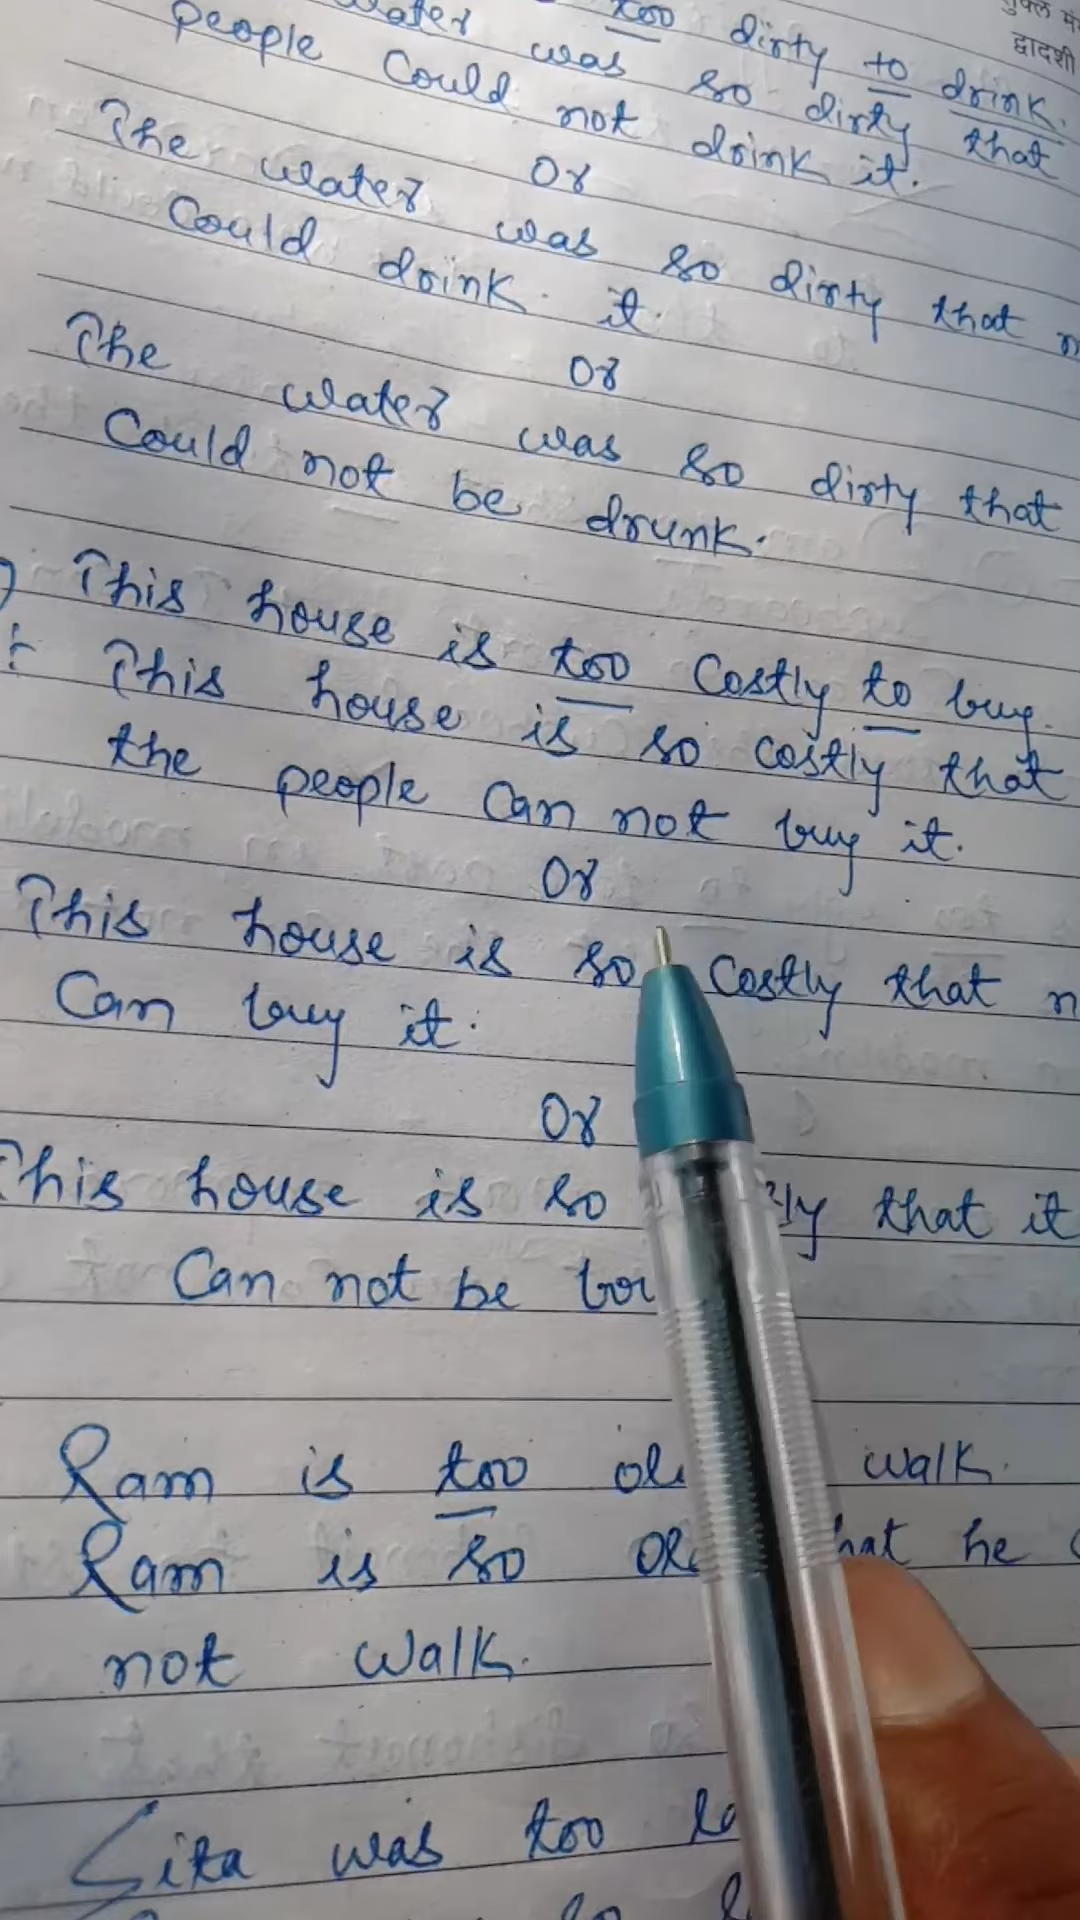 शुक्ल
द्वादशी
water too dirty to drink.
water was so dirty that
people could not drink it.
Or
The water was so dirty that
could drink it.
Or
The water was so dirty that
Could not be drunk.
This house is too Costly to buy.
This house is so costly that
the people can not buy it.
Or
This house is so Costly that
Can buy it.
Or
This house is so that it
Can not be
Ram is too walk.
Ram is so he
not walk.
Sita was too
so